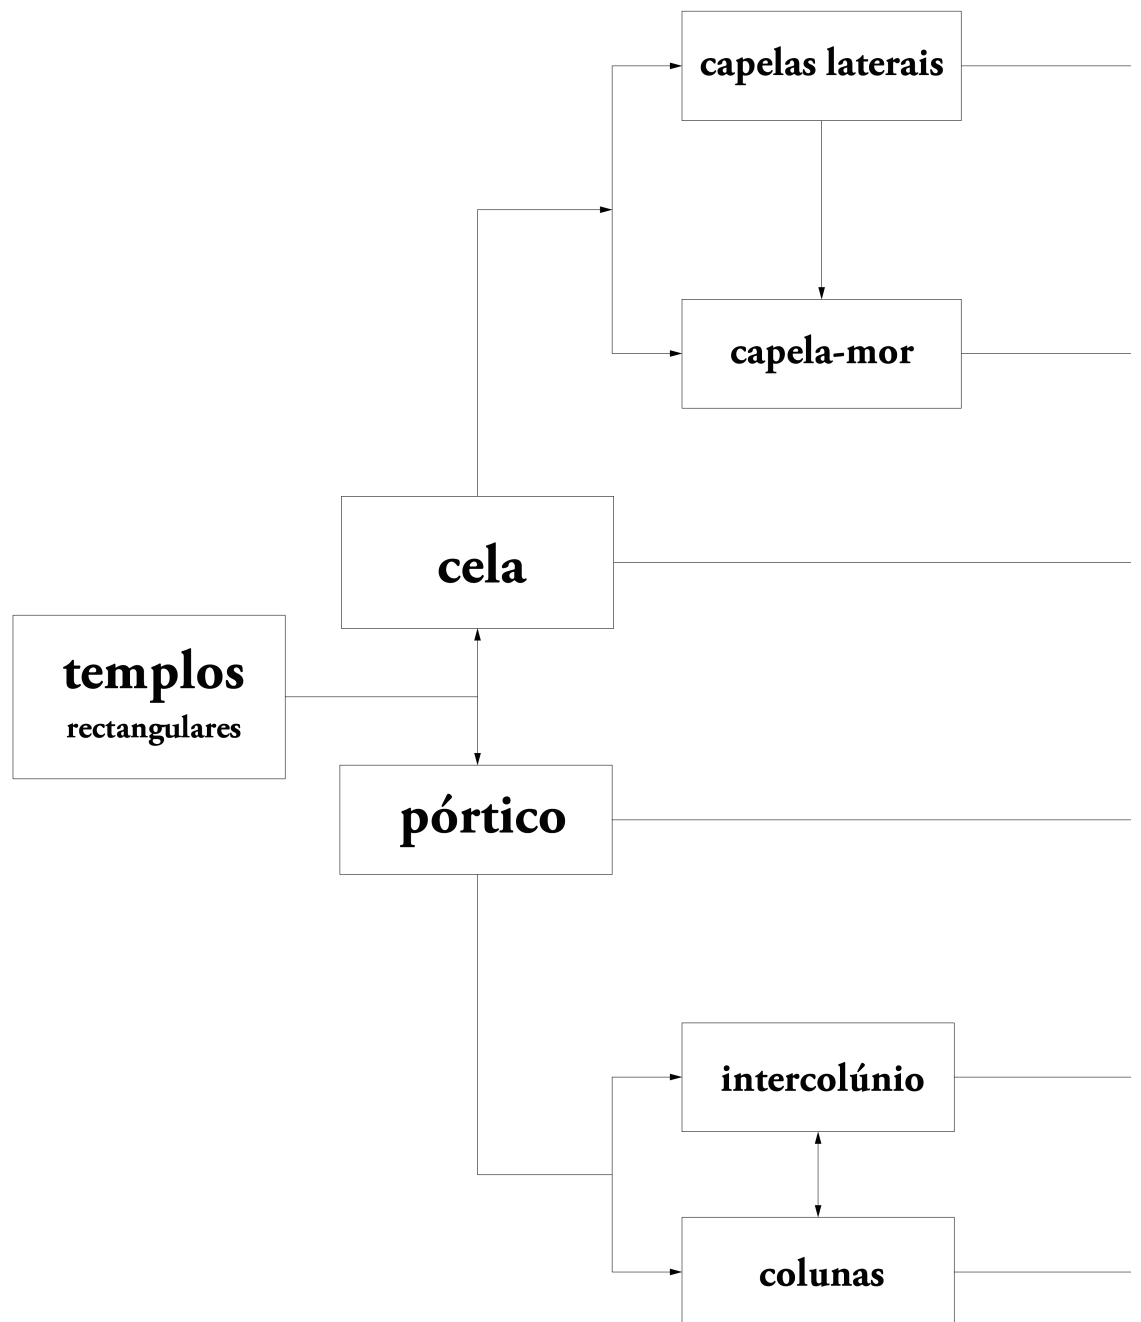 capelas laterais
capela-mor
cela
templos
rectangulares
pórtico
intercolúnio
colunas